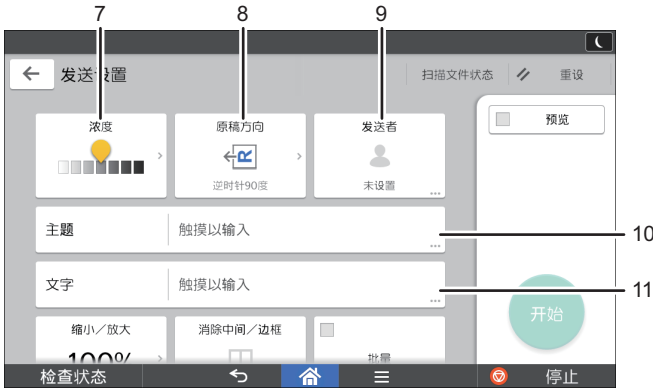 7 8 9
发送设置 扫描文件状态 重设
浓度 原稿方向 发送者 预览
R
逆时针90度 未设置
主题 触摸以输入 10
文字 触摸以输入 11
开始
缩小／放大 消除中间／边框
100% 批量
检查状态 停止